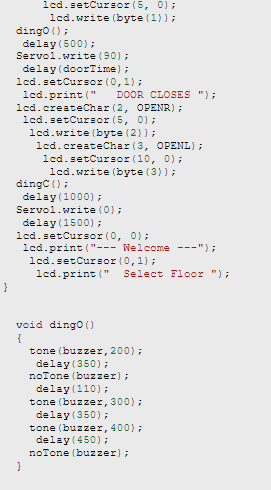 lcd.setCursor(5, 0);
lcd.write(byte(1));
dingO();
delay(500);
Servo1.write(90);
delay(doorTime);
lcd.setCursor(0,1);
lcd.print("   DOOR CLOSES ");
lcd.createChar(2, OPENR);
lcd.setCursor(5, 0);
lcd.write(byte(2));
lcd.createChar(3, OPENL);
lcd.setCursor(10, 0);
lcd.write(byte(3));
dingC();
delay(1000);
Servo1.write(0);
delay(1500);
lcd.setCursor(0, 0);
lcd.print("--- Welcome ---");
lcd.setCursor(0,1);
lcd.print("  Select Floor ");
}
void dingO()
{
tone(buzzer,200);
delay(350);
noTone(buzzer);
delay(110);
tone(buzzer,300);
delay(350);
tone(buzzer,400);
delay(450);
noTone(buzzer);
}